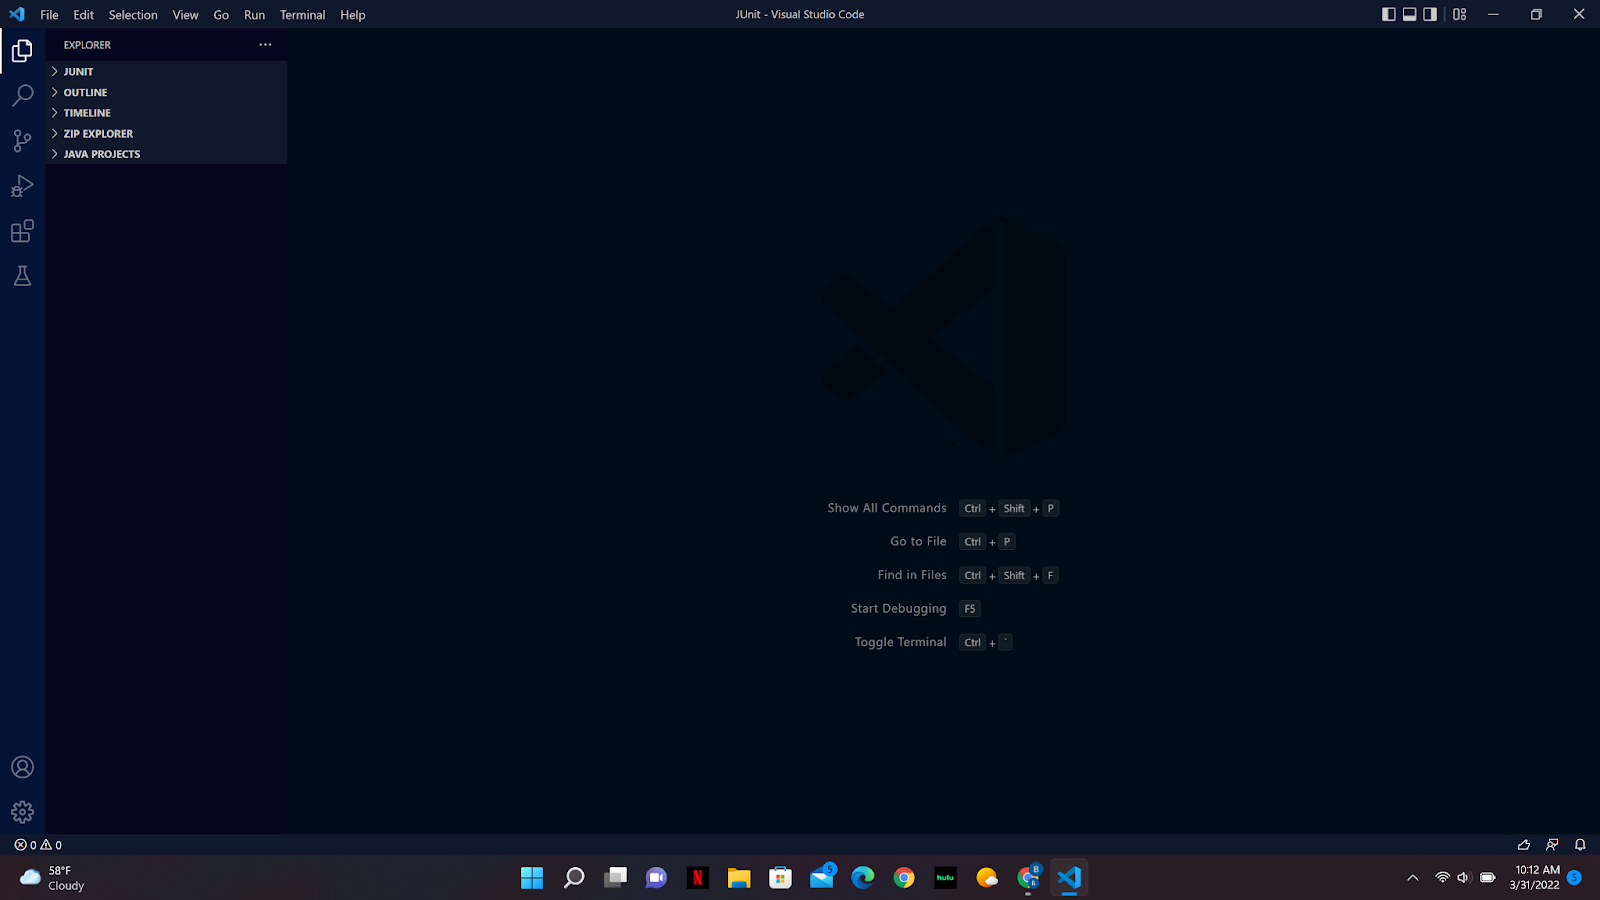 File Edit Selection View Go Run Terminal Help
JUnit - Visual Studio Code
EXPLORER
JUNIT
OUTLINE
TIMELINE
ZIP EXPLORER
JAVA PROJECTS
Show All Commands Ctrl + Shift + P
Go to File Ctrl + P
Find in Files Ctrl + Shift + F
Start Debugging F5
Toggle Terminal Ctrl + `
0 0
58°F
Cloudy
N
5
hulu
B
10:12 AM
3/31/2022
5